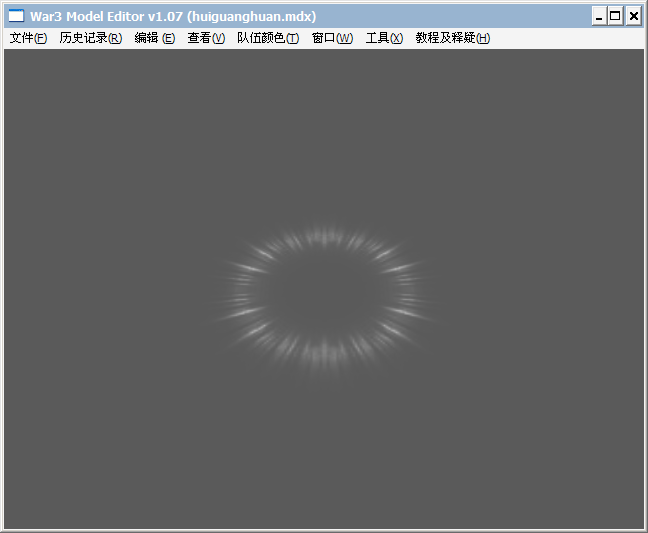 War3 Model Editor v1.07 (huiguanghuan.mdx)
文件(F) 历史记录(R) 编辑 (E) 查看(V) 队伍颜色(T) 窗口(W) 工具(X) 教程及释疑(H)